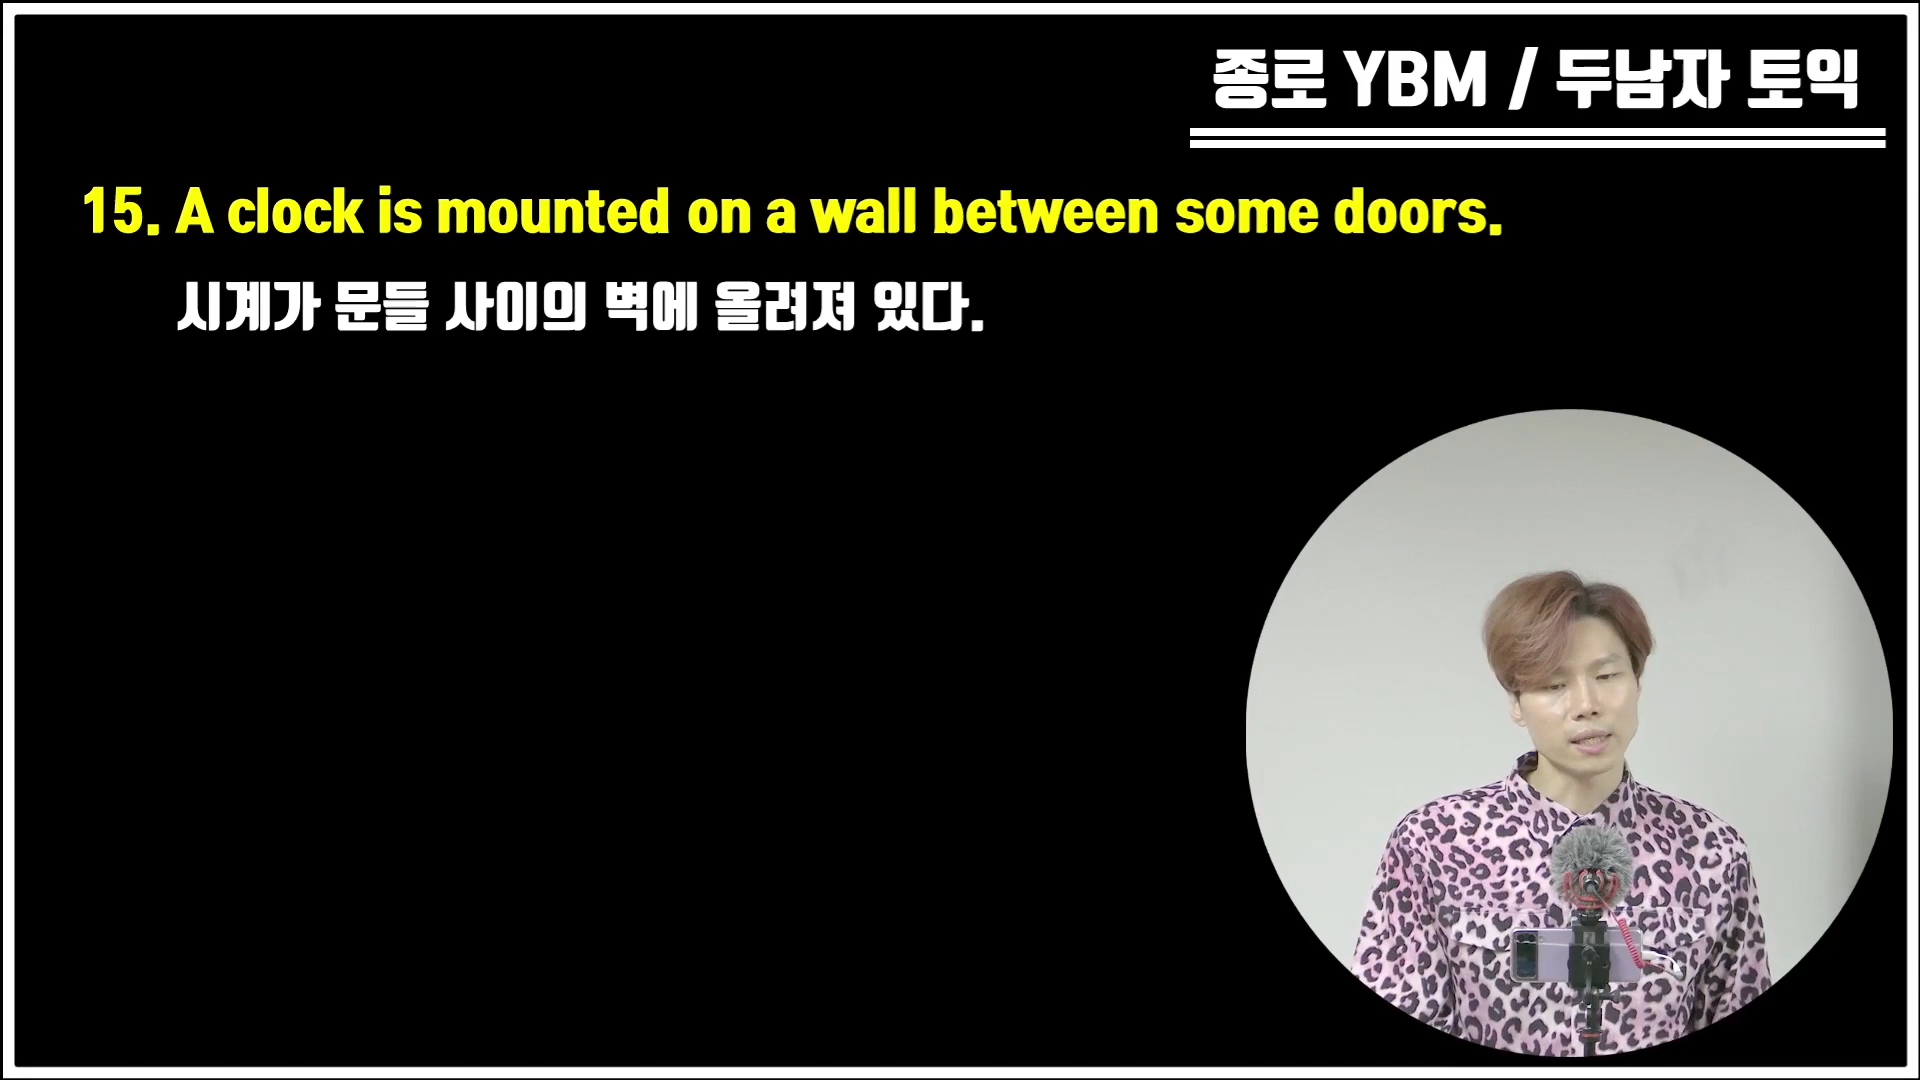 종로 YBM / 두남자 토익
15. A clock is mounted on a wall between some doors.
시계가 문들 사이의 벽에 올려져 있다.